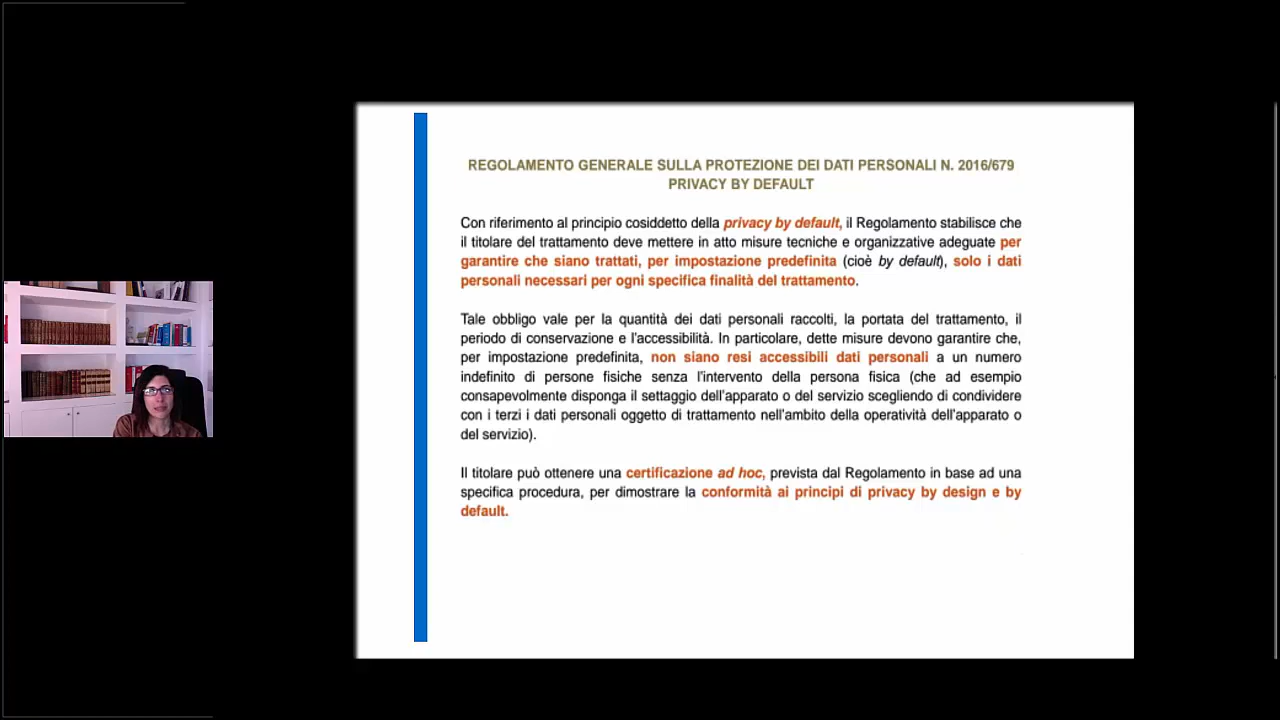 REGOLAMENTO GENERALE SULLA PROTEZIONE DEI DATI PERSONALI N. 2016/679
PRIVACY BY DEFAULT
Con riferimento al principio cosiddetto della privacy by default, il Regolamento stabilisce che
il titolare del trattamento deve mettere in atto misure tecniche e organizzative adeguate per
garantire che siano trattati, per impostazione predefinita (cioè by default), solo i dati
personali necessari per ogni specifica finalità del trattamento.
Tale obbligo vale per la quantità dei dati personali raccolti, la portata del trattamento, il
periodo di conservazione e l'accessibilità. In particolare, dette misure devono garantire che,
per impostazione predefinita, non siano resi accessibili dati personali a un numero
indefinito di persone fisiche senza l'intervento della persona fisica (che ad esempio
consapevolmente disponga il settaggio dell'apparato o del servizio scegliendo di condividere
con i terzi i dati personali oggetto di trattamento nell'ambito della operatività dell'apparato o
del servizio).
Il titolare può ottenere una certificazione ad hoc, prevista dal Regolamento in base ad una
specifica procedura, per dimostrare la conformità ai principi di privacy by design e by
default.